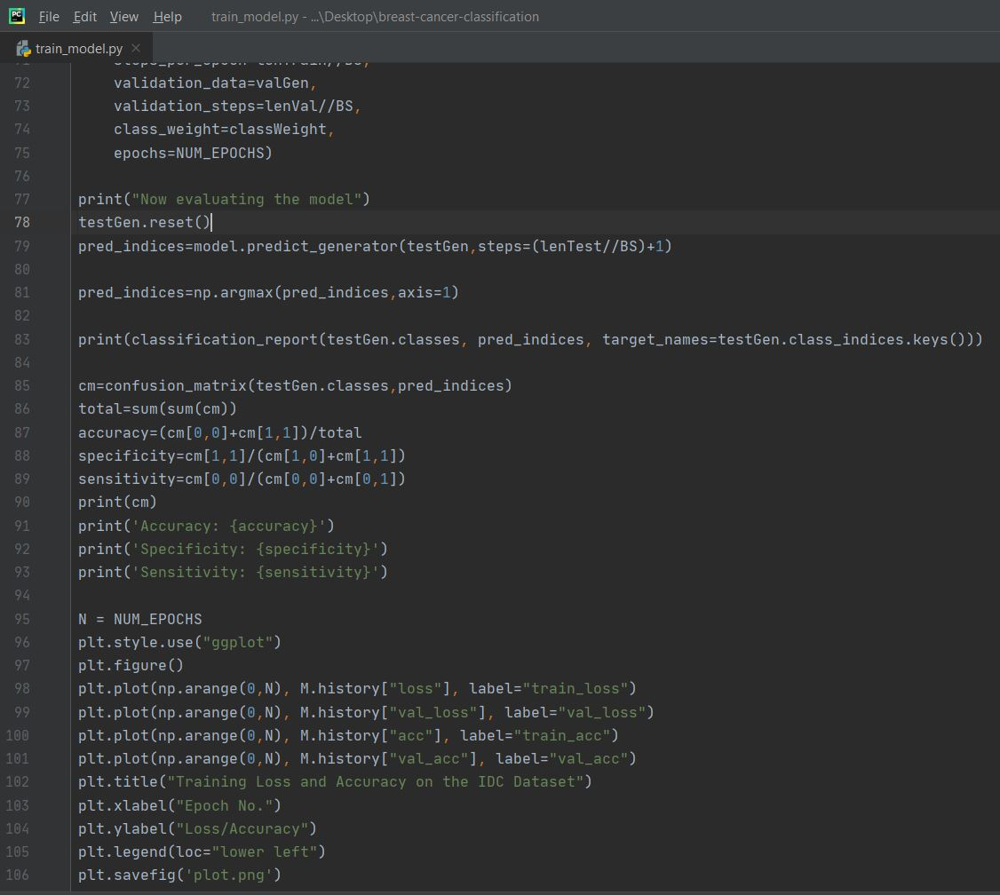 PC File Edit View Help train_model.py - ...\Desktop\breast-cancer-classification
train_model.py ×
72 validation_data=valGen,
73 validation_steps=lenVal//BS,
74 class_weight=classWeight,
75 epochs=NUM_EPOCHS)
76
77 print("Now evaluating the model")
78 testGen.reset()
79 pred_indices=model.predict_generator(testGen,steps=(lenTest//BS)+1)
80
81 pred_indices=np.argmax(pred_indices,axis=1)
82
83 print(classification_report(testGen.classes, pred_indices, target_names=testGen.class_indices.keys()))
84
85 cm=confusion_matrix(testGen.classes,pred_indices)
86 total=sum(sum(cm))
87 accuracy=(cm[0,0]+cm[1,1])/total
88 specificity=cm[1,1]/(cm[1,0]+cm[1,1])
89 sensitivity=cm[0,0]/(cm[0,0]+cm[0,1])
90 print(cm)
91 print('Accuracy: {accuracy}')
92 print('Specificity: {specificity}')
93 print('Sensitivity: {sensitivity}')
94
95 N = NUM_EPOCHS
96 plt.style.use("ggplot")
97 plt.figure()
98 plt.plot(np.arange(0,N), M.history["loss"], label="train_loss")
99 plt.plot(np.arange(0,N), M.history["val_loss"], label="val_loss")
100 plt.plot(np.arange(0,N), M.history["acc"], label="train_acc")
101 plt.plot(np.arange(0,N), M.history["val_acc"], label="val_acc")
102 plt.title("Training Loss and Accuracy on the IDC Dataset")
103 plt.xlabel("Epoch No.")
104 plt.ylabel("Loss/Accuracy")
105 plt.legend(loc="lower left")
106 plt.savefig('plot.png')